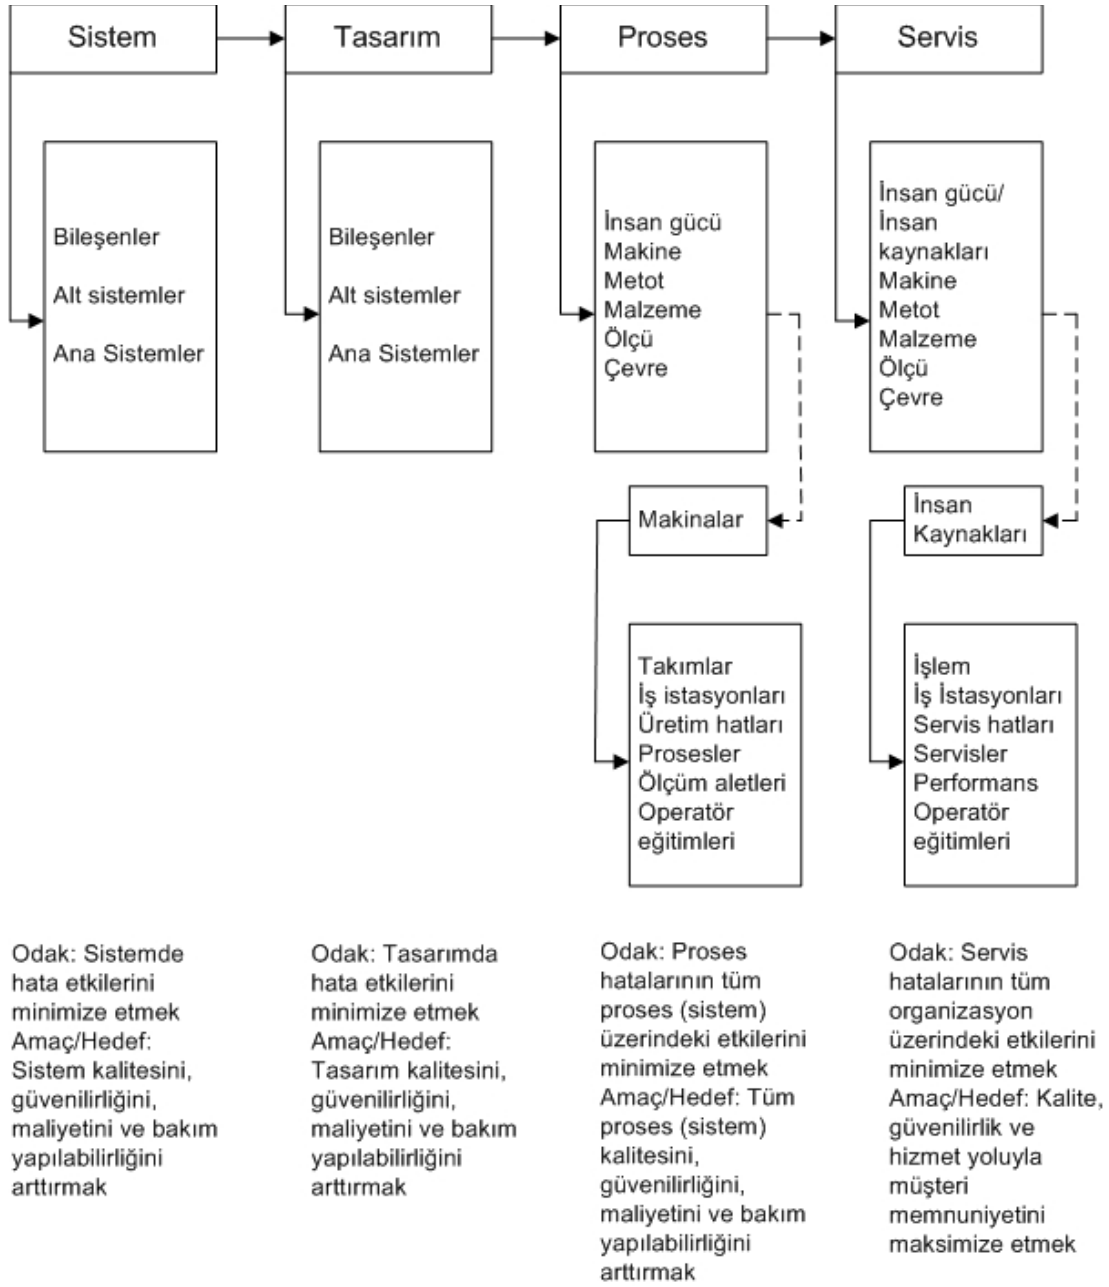 Sistem
Tasarım
Proses
Servis
Bileşenler
Alt sistemler
Ana Sistemler
Bileşenler
Alt sistemler
Ana Sistemler
İnsan gücü
Makine
Metot
Malzeme
Ölçü
Çevre
İnsan gücü/
İnsan
kaynakları
Makine
Metot
Malzeme
Ölçü
Çevre
Makinalar
İnsan
Kaynakları
Takımlar
İş istasyonları
Üretim hatları
Prosesler
Ölçüm aletleri
Operatör
eğitimleri
İşlem
İş İstasyonları
Servis hatları
Servisler
Performans
Operatör
eğitimleri
Odak: Sistemde
hata etkilerini
minimize etmek
Amaç/Hedef:
Sistem kalitesini,
güvenilirliğini,
maliyetini ve bakım
yapılabilirliğini
arttırmak
Odak: Tasarımda
hata etkilerini
minimize etmek
Amaç/Hedef:
Tasarım kalitesini,
güvenilirliğini,
maliyetini ve bakım
yapılabilirliğini
arttırmak
Odak: Proses
hatalarının tüm
proses (sistem)
üzerindeki etkilerini
minimize etmek
Amaç/Hedef: Tüm
proses (sistem)
kalitesini,
güvenilirliğini,
maliyetini ve bakım
yapılabilirliğini
arttırmak
Odak: Servis
hatalarının tüm
organizasyon
üzerindeki etkilerini
minimize etmek
Amaç/Hedef: Kalite,
güvenilirlik ve
hizmet yoluyla
müşteri
memnuniyetini
maksimize etmek